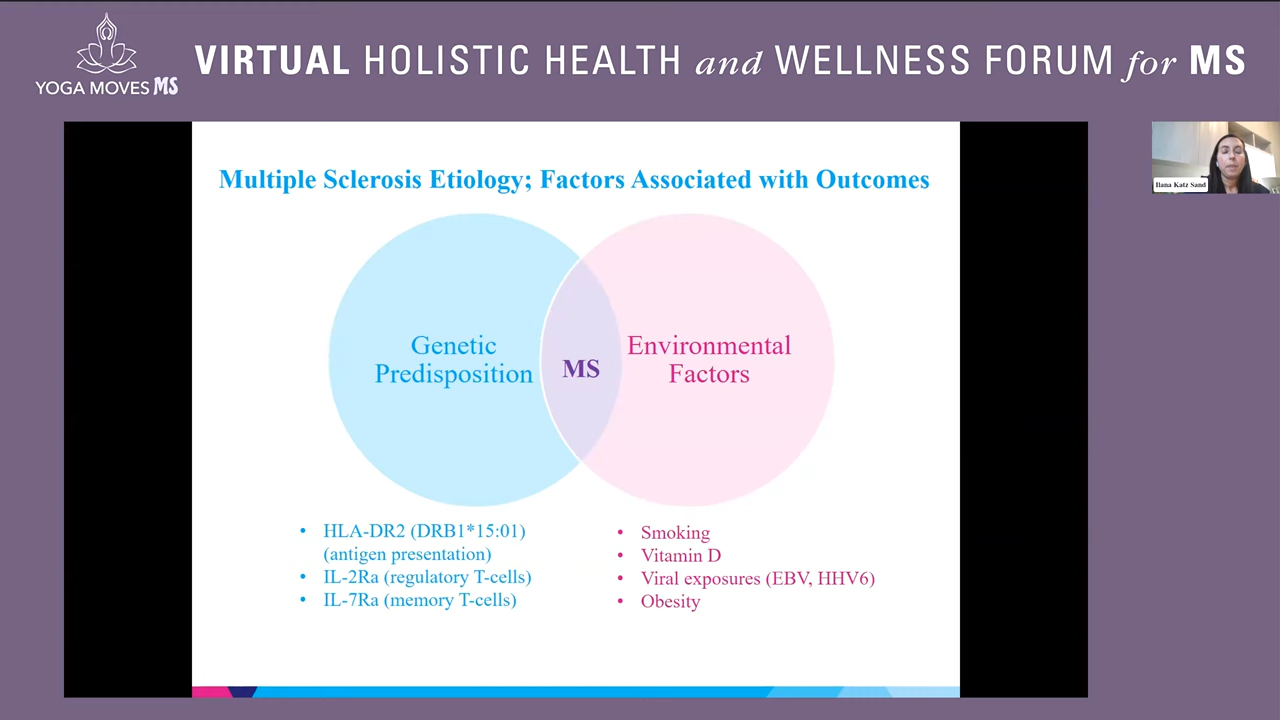 VIRTUAL HOLISTIC HEALTH and WELLNESS FORUM for MS
YOGA MOVES MS
Ilana Katz Sand
Multiple Sclerosis Etiology; Factors Associated with Outcomes
Genetic
Predisposition
MS
Environmental
Factors
• HLA-DR2 (DRB1*15:01)
(antigen presentation)
• IL-2Ra (regulatory T-cells)
• IL-7Ra (memory T-cells)
• Smoking
• Vitamin D
• Viral exposures (EBV, HHV6)
• Obesity